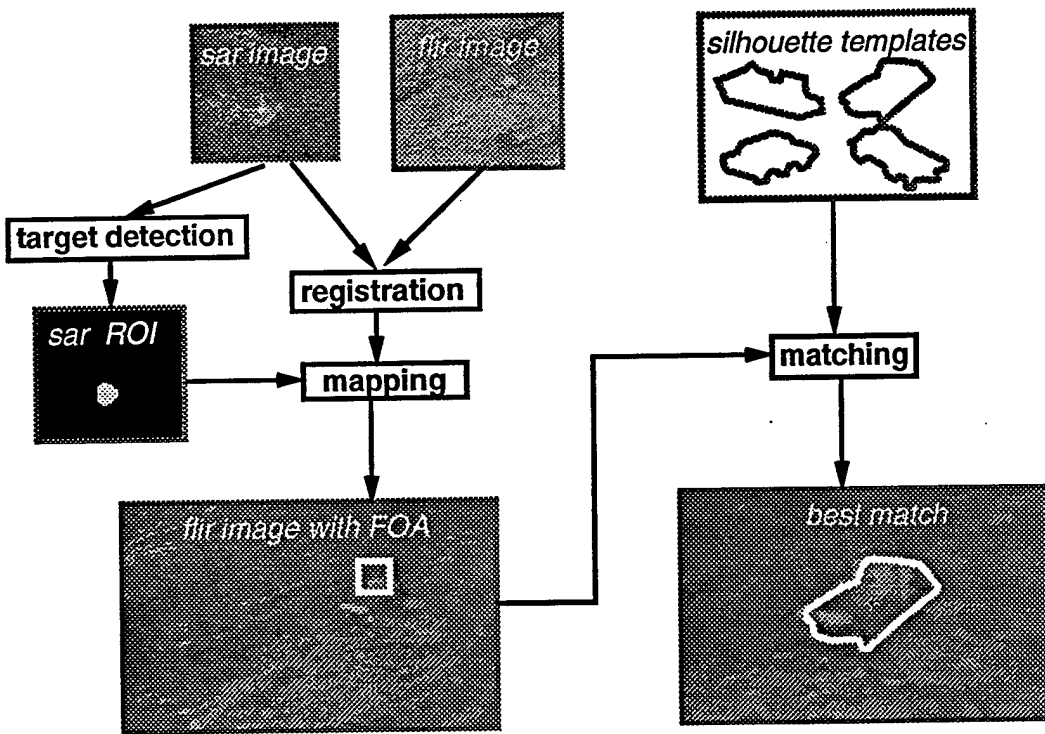 sar image
flir image
silhouette templates
target detection
registration
sar ROI
mapping
matching
flir image with FOA
best match